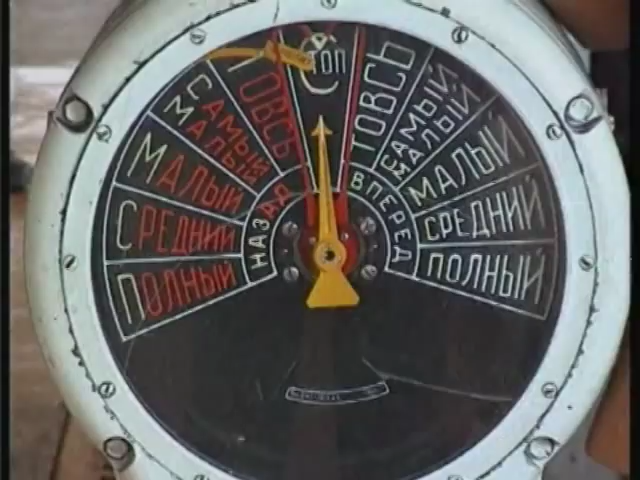 СТОП
ТОВСЬ
САМЫЙ
МАЛЫЙ
МАЛЫЙ
СРЕДНИЙ
ПОЛНЫЙ
ВПЕРЕД
ТОВСЬ
САМЫЙ
МАЛЫЙ
МАЛЫЙ
СРЕДНИЙ
ПОЛНЫЙ
НАЗАД